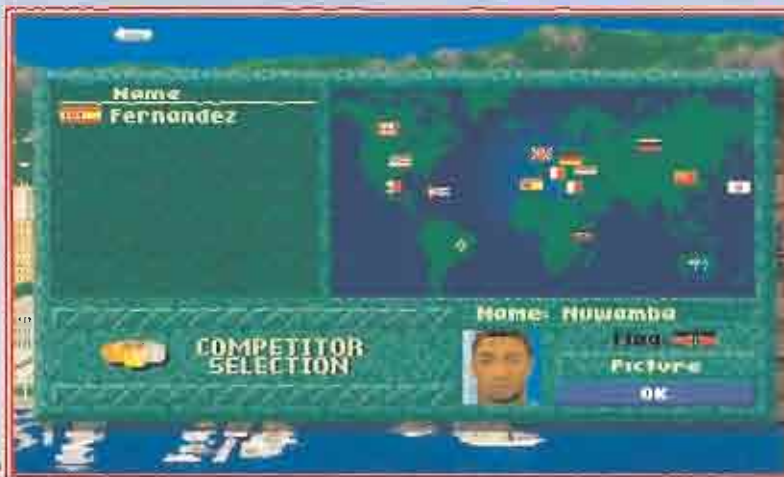 Name
Fernandez
Name: Nuwamba
Flag
Picture
COMPETITOR
SELECTION
OK